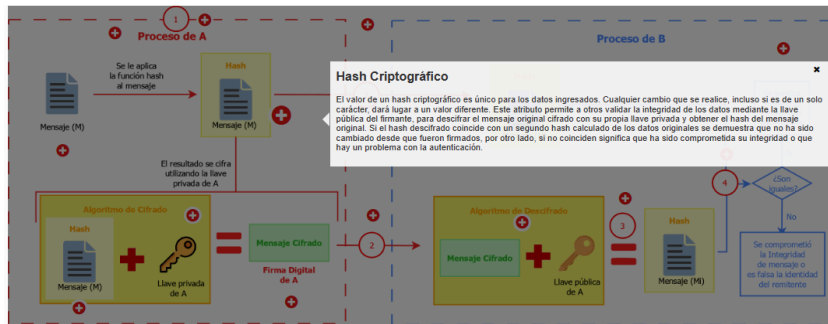 1
Proceso de A
Proceso de B
Se le aplica
la función hash
al mensaje
Hash
Mensaje (M)
Mensaje (M)
Hash Criptográfico
El valor de un hash criptográfico es único para los datos ingresados. Cualquier cambio que se realice, incluso si es de un solo
carácter, dará lugar a un valor diferente. Este atributo permite a otros validar la integridad de los datos mediante la llave
pública del firmante, para descifrar el mensaje original cifrado con su propia llave privada y obtener el hash del mensaje
original. Si el hash descifrado coincide con un segundo hash calculado de los datos originales se demuestra que no ha sido
cambiado desde que fueron firmados, por otro lado, si no coinciden significa que ha sido comprometida su integridad o que
hay un problema con la autenticación.
El resultado se cifra
utilizando la llave
privada de A
Algoritmo de Cifrado
Hash
Mensaje (M)
Llave privada
de A
Mensaje Cifrado
Firma Digital
de A
2
Algoritmo de Descifrado
Mensaje Cifrado
Llave pública
de A
3
Hash
Mensaje (Mi)
4
¿Son
iguales?
No
Se comprometió
la Integridad
de mensaje o
es falsa la identidad
del remitente